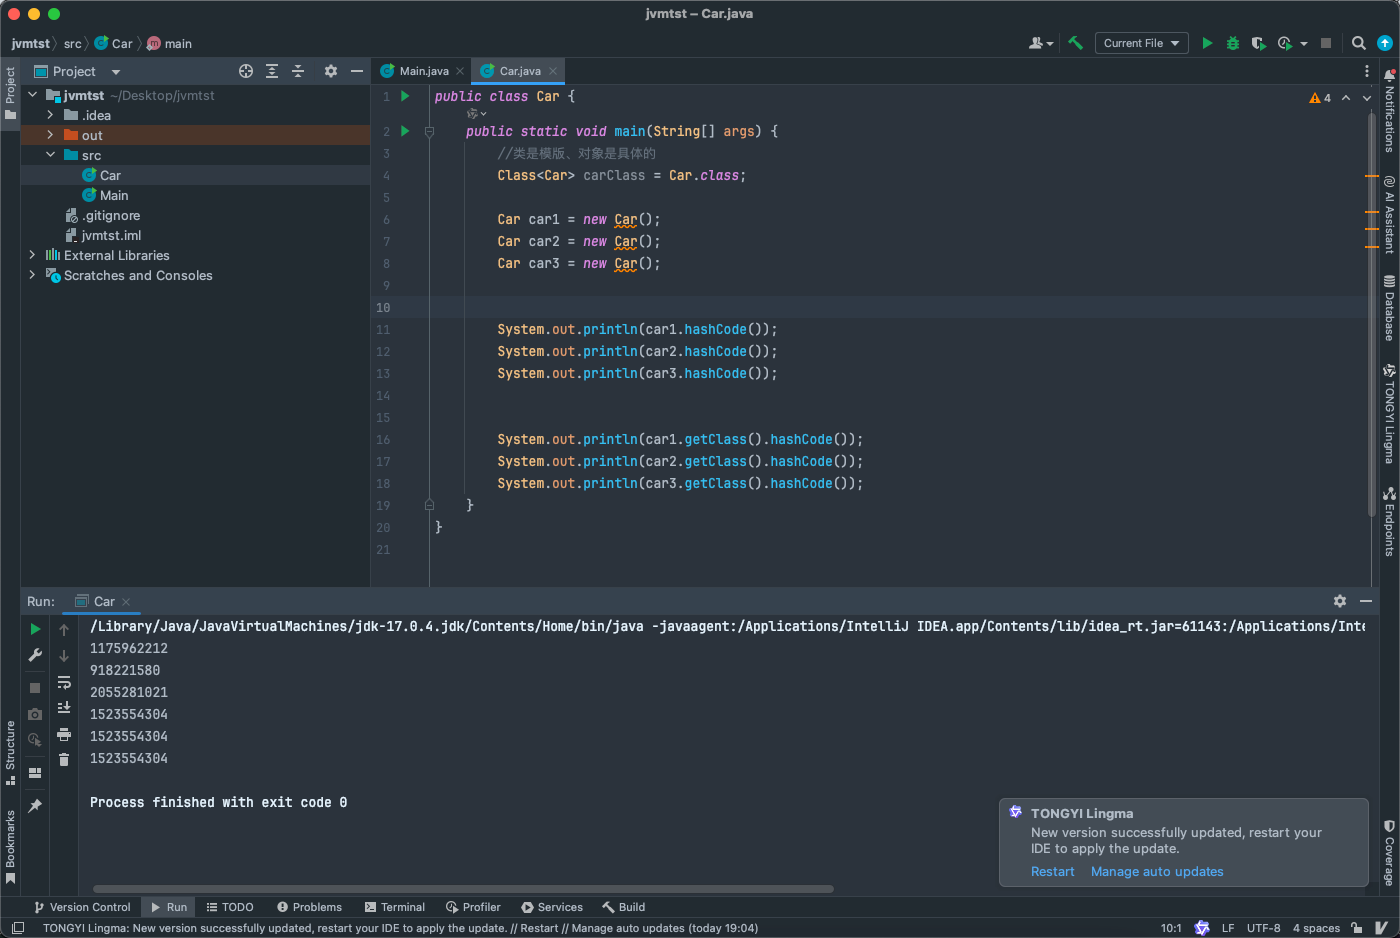 jvmtst – Car.java
jvmtst src Car main
Current File
Project
Project
jvmtst ~/Desktop/jvmtst
.idea
out
src
Car
Main
.gitignore
jvmtst.iml
External Libraries
Scratches and Consoles
Structure
Bookmarks
Main.java Car.java
4
1 public class Car {
2 public static void main(String[] args) {
3 //类是模版、对象是具体的
4 Class<Car> carClass = Car.class;
5
6 Car car1 = new Car();
7 Car car2 = new Car();
8 Car car3 = new Car();
9
10
11 System.out.println(car1.hashCode());
12 System.out.println(car2.hashCode());
13 System.out.println(car3.hashCode());
14
15
16 System.out.println(car1.getClass().hashCode());
17 System.out.println(car2.getClass().hashCode());
18 System.out.println(car3.getClass().hashCode());
19 }
20 }
21
Notifications
AI Assistant
Database
TONGYI Lingma
Endpoints
Coverage
Run: Car
/Library/Java/JavaVirtualMachines/jdk-17.0.4.jdk/Contents/Home/bin/java -javaagent:/Applications/IntelliJ IDEA.app/Contents/lib/idea_rt.jar=61143:/Applications/Inte
1175962212
918221580
2055281021
1523554304
1523554304
1523554304
Process finished with exit code 0
TONGYI Lingma
New version successfully updated, restart your
IDE to apply the update.
Restart Manage auto updates
Version Control Run TODO Problems Terminal Profiler Services Build
TONGYI Lingma: New version successfully updated, restart your IDE to apply the update. // Restart // Manage auto updates (today 19:04) 10:1 LF UTF-8 4 spaces